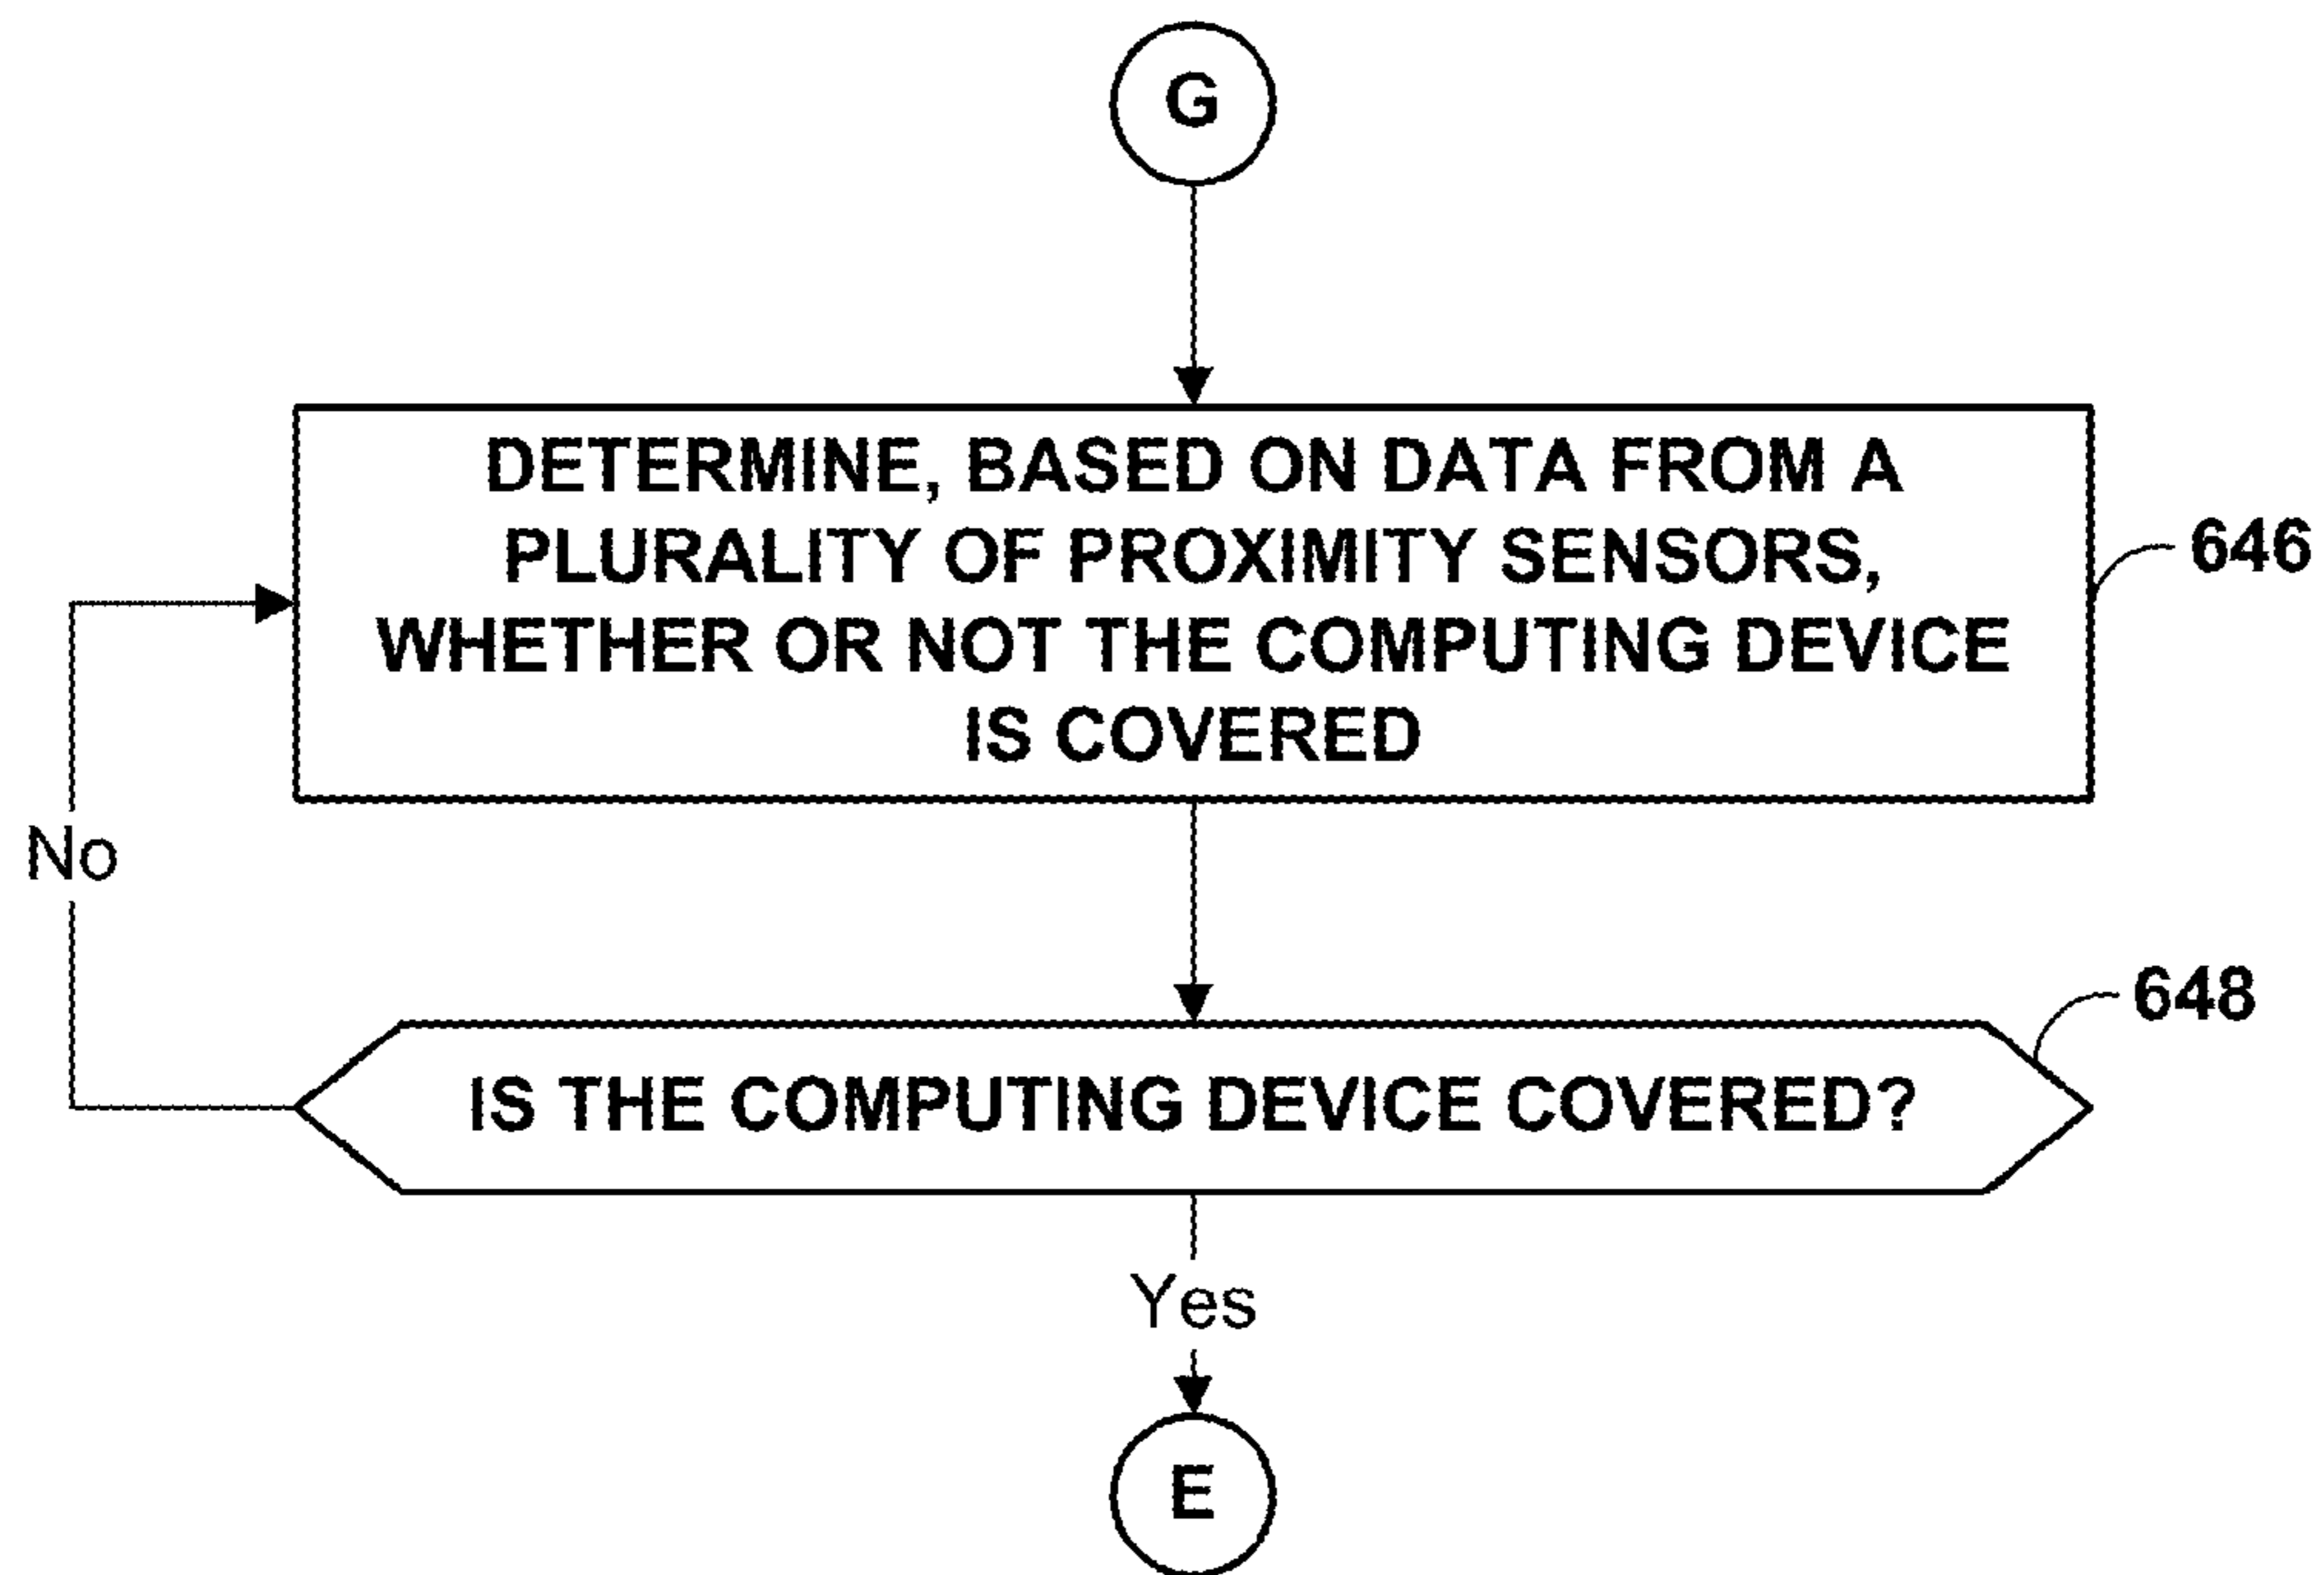 G
DETERMINE, BASED ON DATA FROM A
PLURALITY OF PROXIMITY SENSORS,
WHETHER OR NOT THE COMPUTING DEVICE
IS COVERED
646
No
648
IS THE COMPUTING DEVICE COVERED?
Yes
E